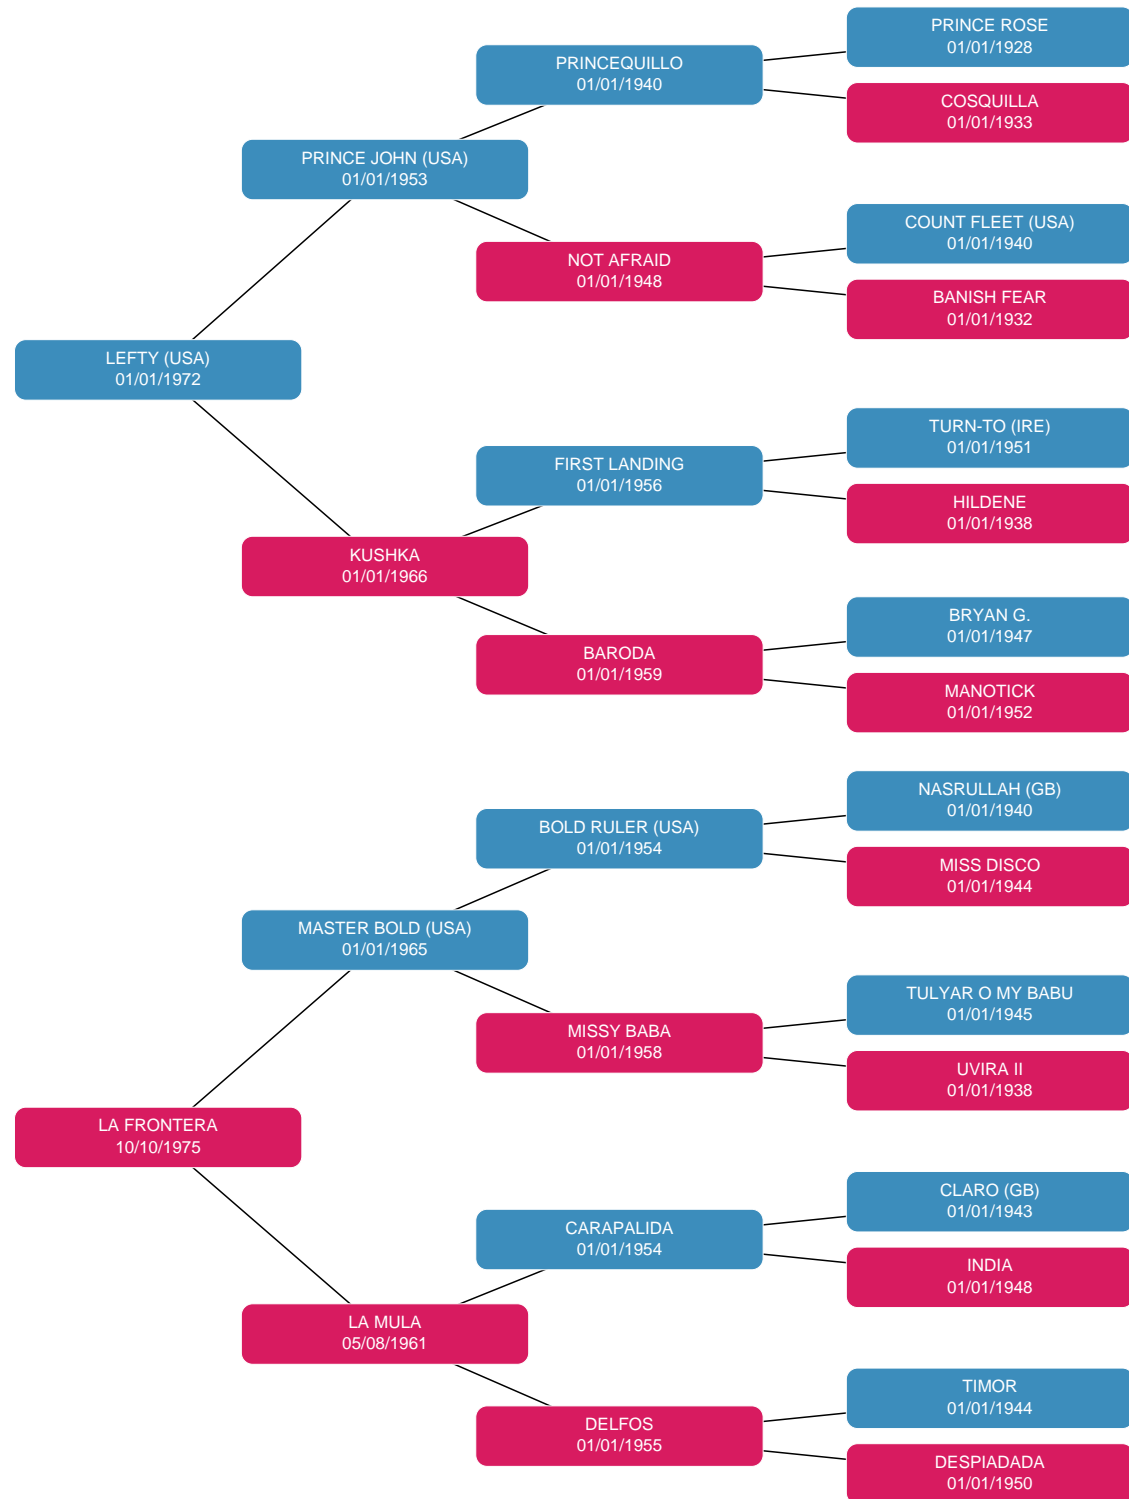 PRINCE ROSE
01/01/1928
PRINCEQUILLO
01/01/1940
COSQUILLA
01/01/1933
PRINCE JOHN (USA)
01/01/1953
COUNT FLEET (USA)
01/01/1940
NOT AFRAID
01/01/1948
BANISH FEAR
01/01/1932
LEFTY (USA)
01/01/1972
TURN-TO (IRE)
01/01/1951
FIRST LANDING
01/01/1956
HILDENE
01/01/1938
KUSHKA
01/01/1966
BRYAN G.
01/01/1947
BARODA
01/01/1959
MANOTICK
01/01/1952
NASRULLAH (GB)
01/01/1940
BOLD RULER (USA)
01/01/1954
MISS DISCO
01/01/1944
MASTER BOLD (USA)
01/01/1965
TULYAR O MY BABU
01/01/1945
MISSY BABA
01/01/1958
UVIRA II
01/01/1938
LA FRONTERA
10/10/1975
CLARO (GB)
01/01/1943
CARAPALIDA
01/01/1954
INDIA
01/01/1948
LA MULA
05/08/1961
TIMOR
01/01/1944
DELFOS
01/01/1955
DESPIADADA
01/01/1950